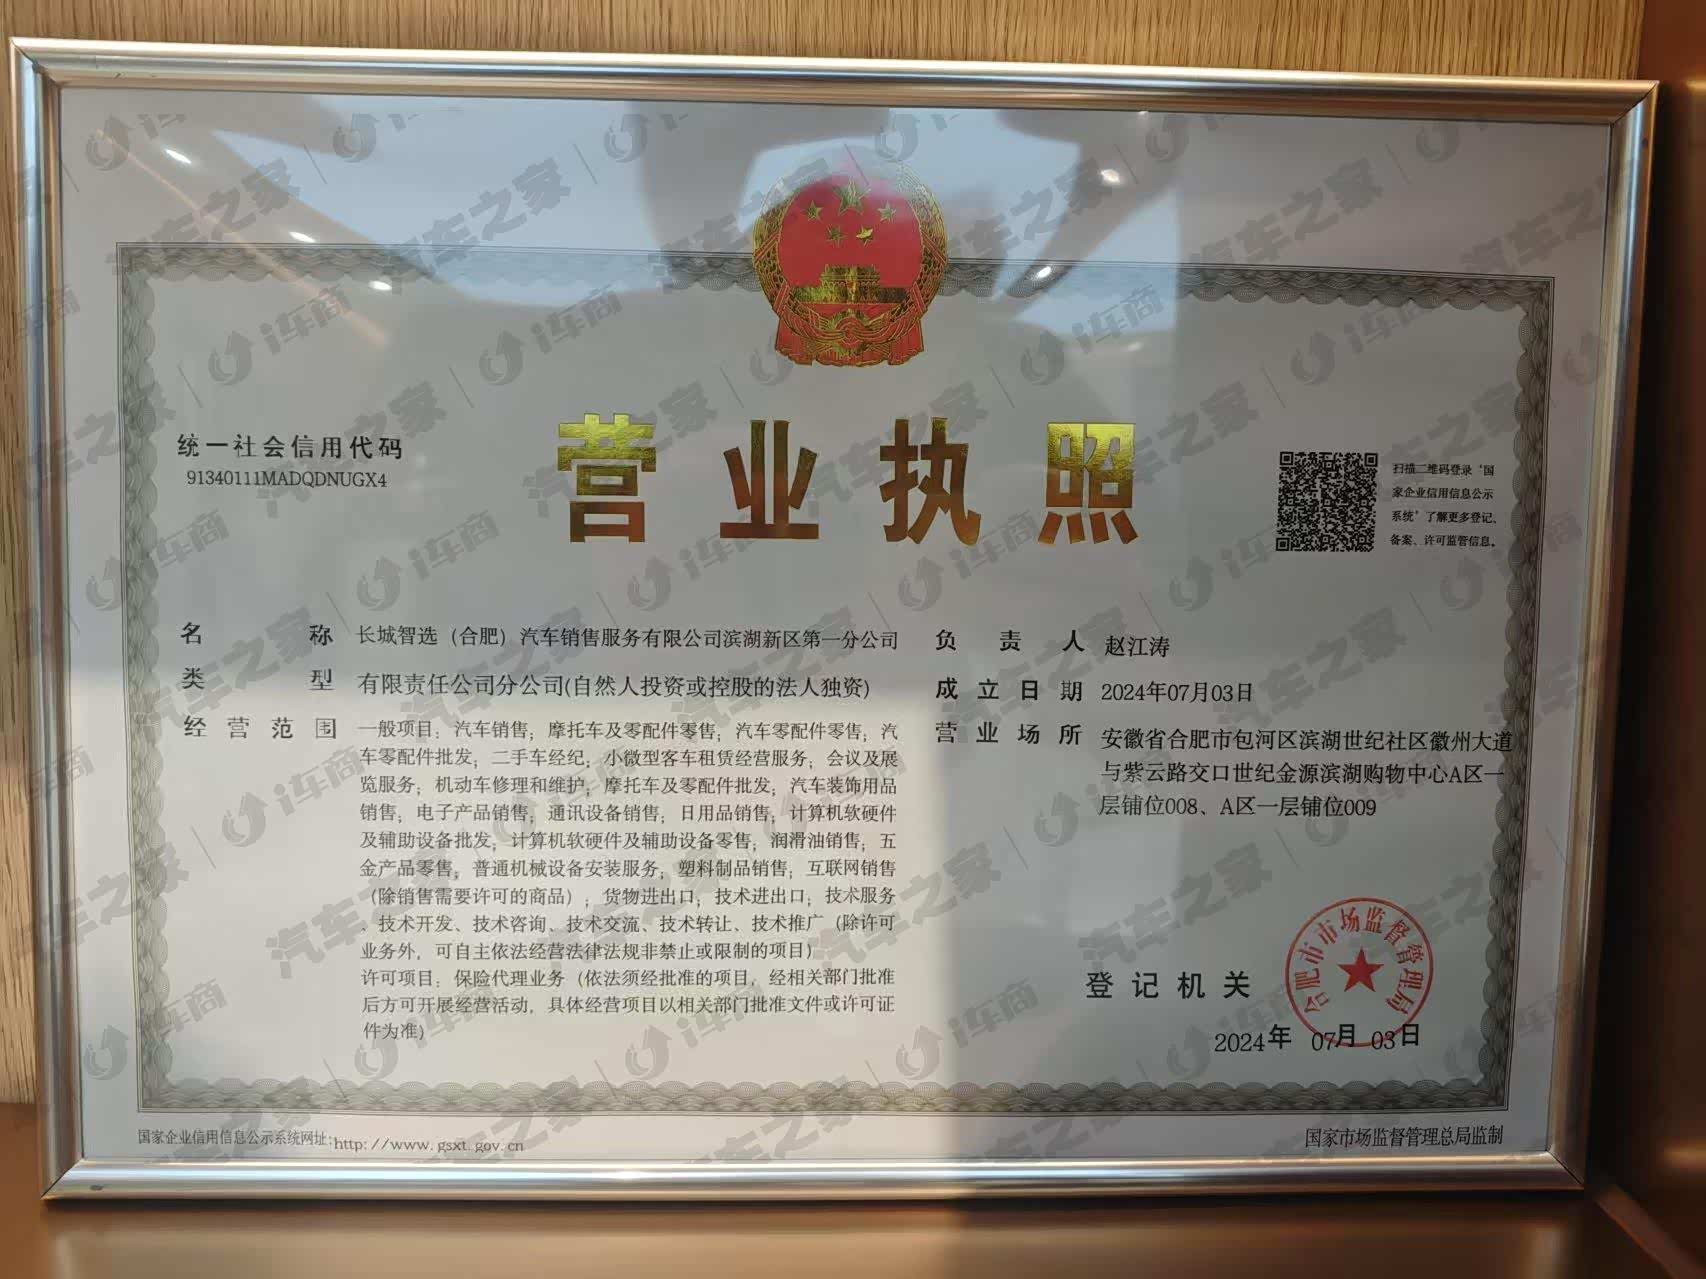 营业执照
统一社会信用代码
91340111MADQDNUGX4
扫描二维码登录‘国
家企业信用信息公示
系统’了解更多登记、
备案、许可监管信息。
名称 长城智选（合肥）汽车销售服务有限公司滨湖新区第一分公司
类型 有限责任公司分公司(自然人投资或控股的法人独资)
经营范围 一般项目：汽车销售；摩托车及零配件零售；汽车零配件零售；汽
车零配件批发；二手车经纪；小微型客车租赁经营服务；会议及展
览服务；机动车修理和维护；摩托车及零配件批发；汽车装饰用品
销售；电子产品销售；通讯设备销售；日用品销售；计算机软硬件
及辅助设备批发；计算机软硬件及辅助设备零售；润滑油销售；五
金产品零售；普通机械设备安装服务；塑料制品销售；互联网销售
（除销售需要许可的商品）；货物进出口；技术进出口；技术服务
、技术开发、技术咨询、技术交流、技术转让、技术推广（除许可
业务外，可自主依法经营法律法规非禁止或限制的项目）
许可项目：保险代理业务（依法须经批准的项目，经相关部门批准
后方可开展经营活动，具体经营项目以相关部门批准文件或许可证
件为准）
负责人 赵江涛
成立日期 2024年07月03日
营业场所 安徽省合肥市包河区滨湖世纪社区徽州大道
与紫云路交口世纪金源滨湖购物中心A区一
层铺位008、A区一层铺位009
登记机关
合肥市市场监督管理局
2024年 07月 03日
国家企业信用信息公示系统网址:http://www.gsxt.gov.cn
国家市场监督管理总局监制
汽车之家
i车商